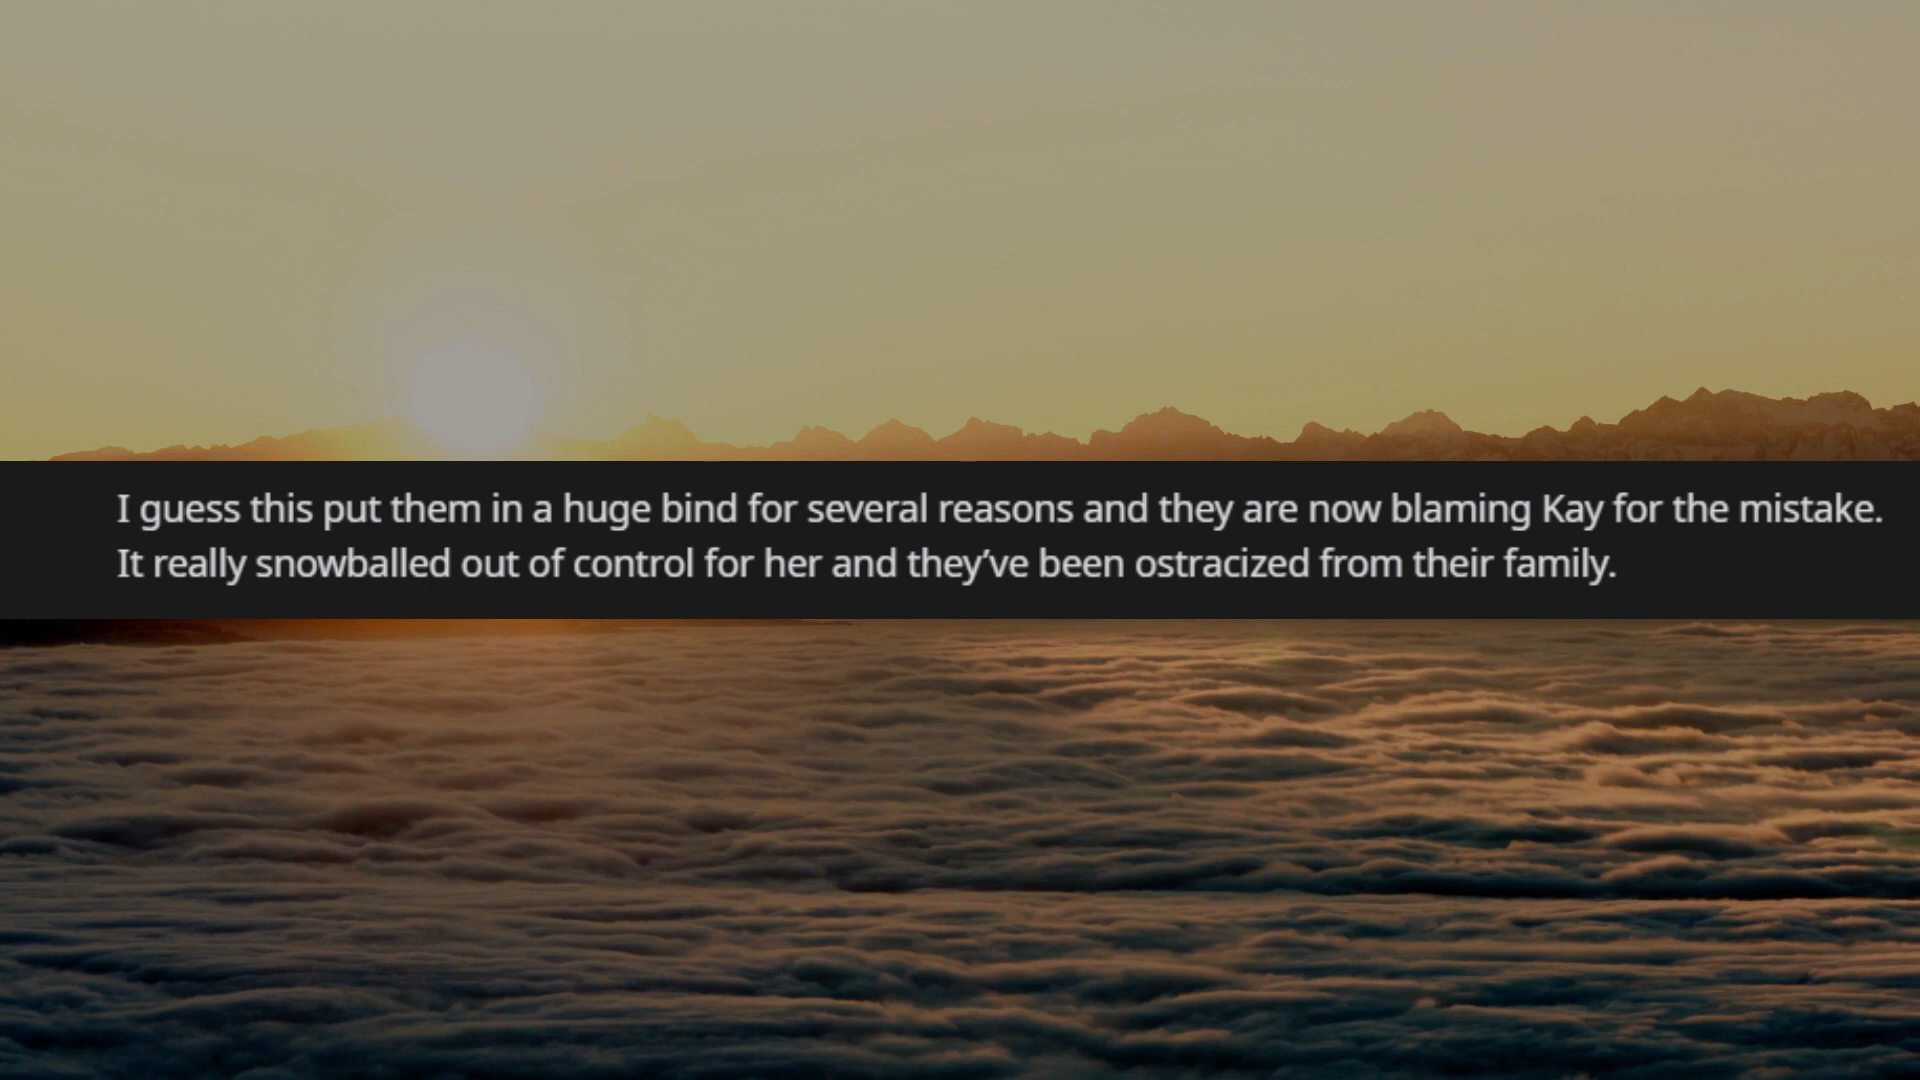 I guess this put them in a huge bind for several reasons and they are now blaming Kay for the mistake.
It really snowballed out of control for her and they’ve been ostracized from their family.